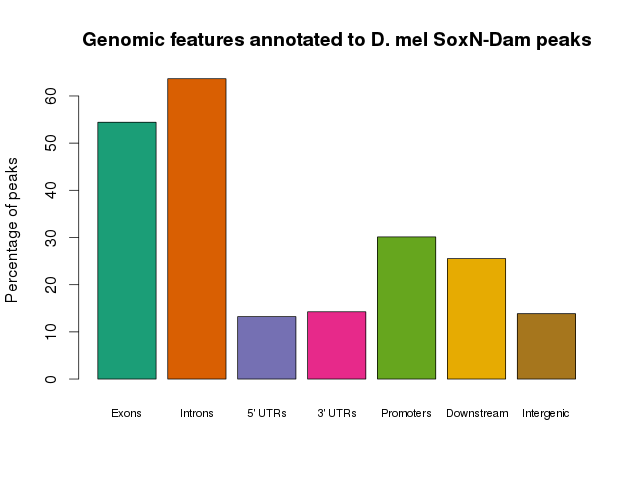 Genomic features annotated to D. mel SoxN-Dam peaks
Percentage of peaks
60
50
40
30
20
10
0
Exons Introns 5' UTRs 3' UTRs Promoters Downstream Intergenic